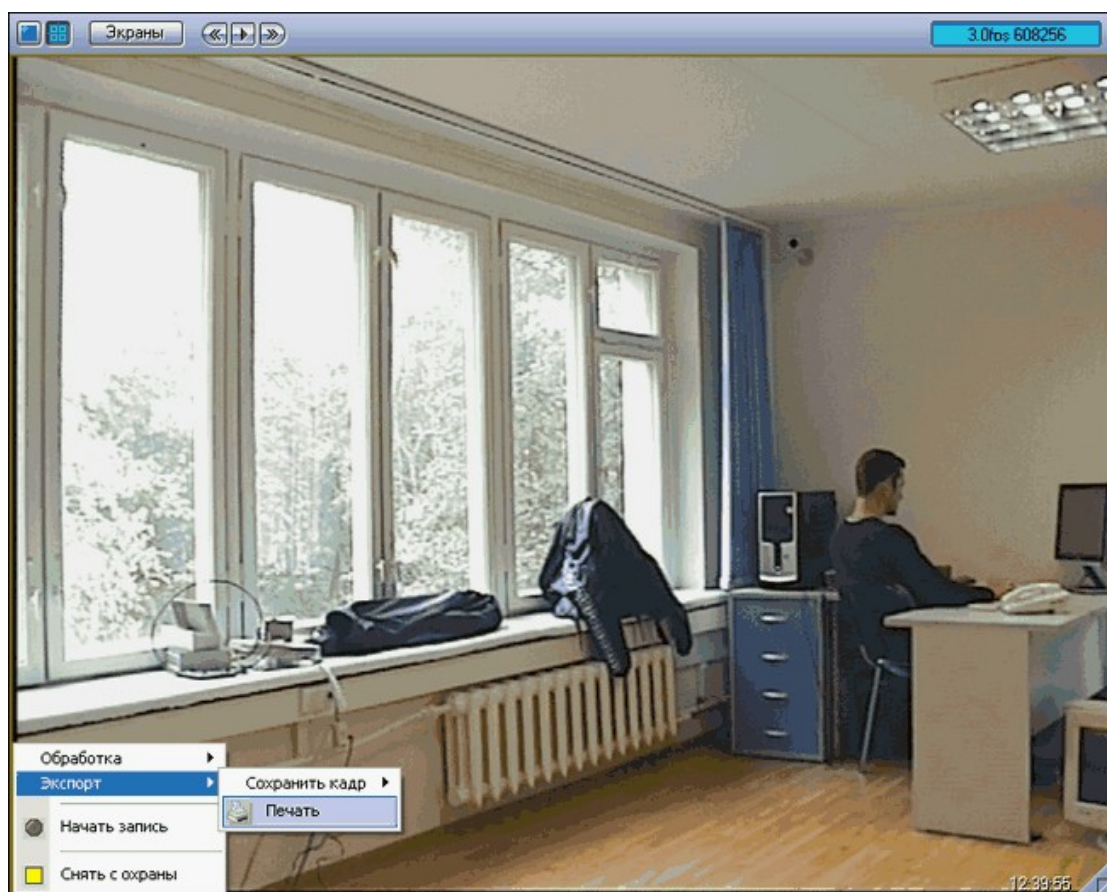 Экраны
3.0fps 608256
Обработка
Экспорт
Сохранить кадр
Печать
Начать запись
Снять с охраны
12:39:55